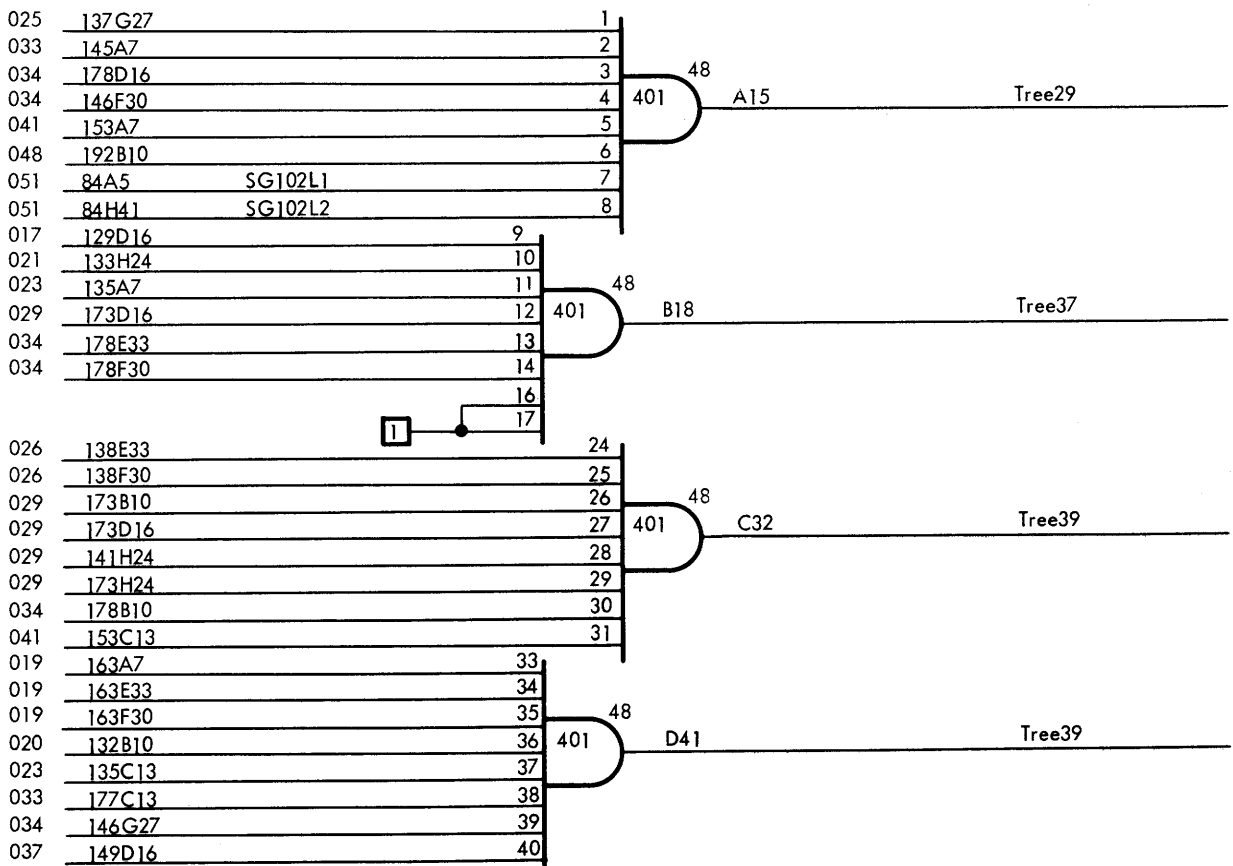 025 137G27 1
033 145A7 2
034 178D16 3 48
034 146F30 4 401 A15 Tree29
041 153A7 5
048 192B10 6
051 84A5 SG102L1 7
051 84H41 SG102L2 8
017 129D16 9
021 133H24 10
023 135A7 11 48
029 173D16 12 401 B18 Tree37
034 178E33 13
034 178F30 14
16
1 17
026 138E33 24
026 138F30 25
029 173B10 26 48
029 173D16 27 401 C32 Tree39
029 141H24 28
029 173H24 29
034 178B10 30
041 153C13 31
019 163A7 33
019 163E33 34
019 163F30 35 48
020 132B10 36 401 D41 Tree39
023 135C13 37
033 177C13 38
034 146G27 39
037 149D16 40